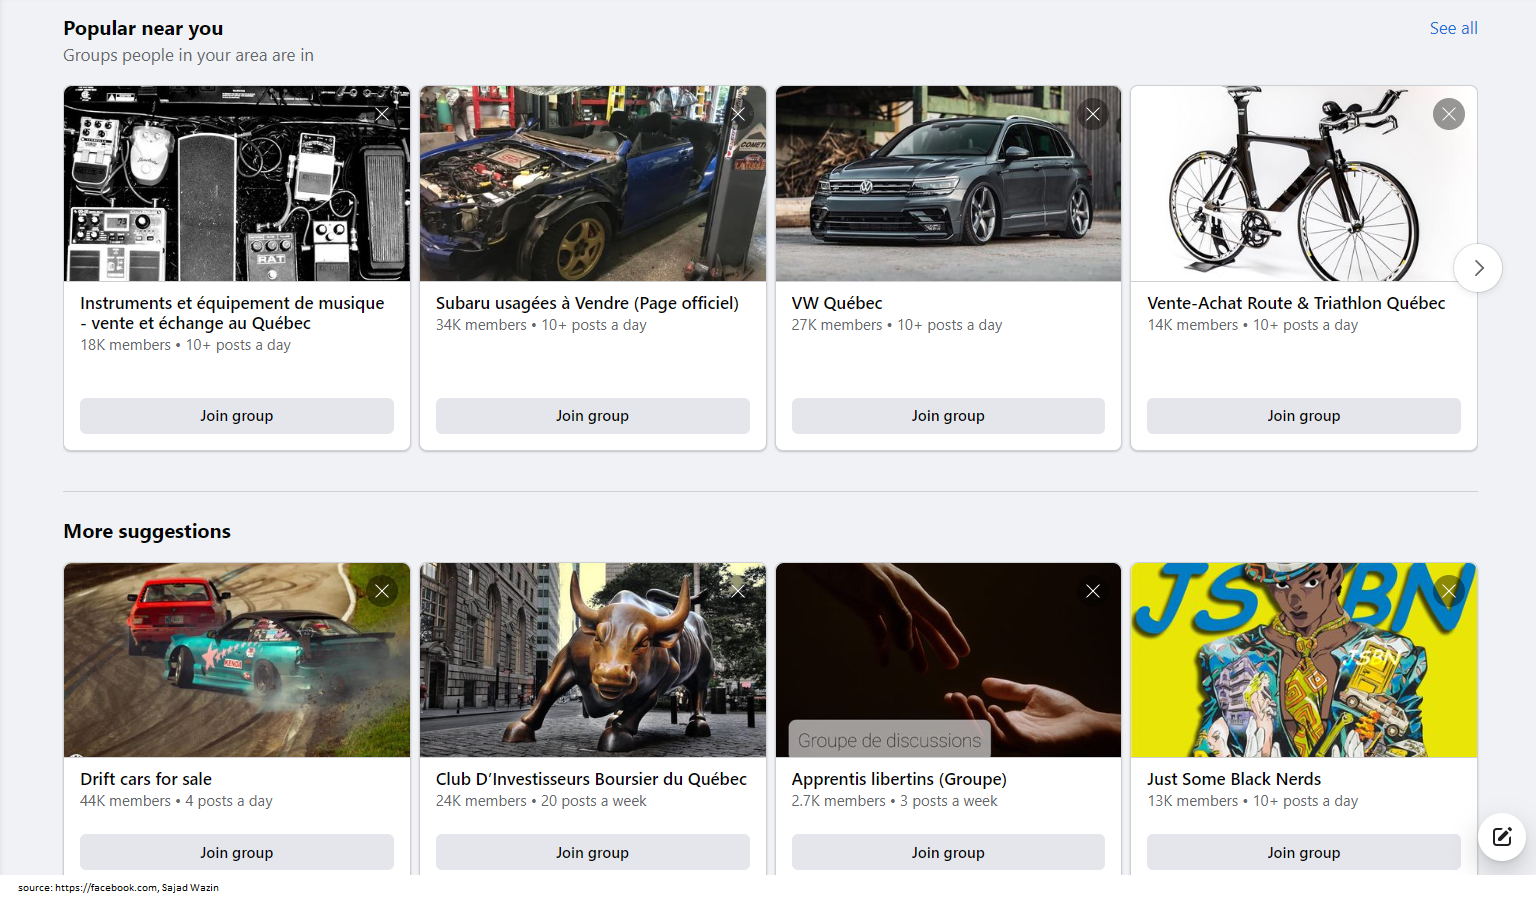 Popular near you
See all
Groups people in your area are in
73
RAT
COMET
Instruments et équipement de musique
- vente et échange au Québec
18K members • 10+ posts a day
Join group
Subaru usagées à Vendre (Page officiel)
34K members • 10+ posts a day
Join group
VW Québec
27K members • 10+ posts a day
Join group
Vente-Achat Route & Triathlon Québec
14K members • 10+ posts a day
Join group
More suggestions
KENDA
Groupe de discussions
JSBN
JSBN
Drift cars for sale
44K members • 4 posts a day
Join group
Club D’Investisseurs Boursier du Québec
24K members • 20 posts a week
Join group
Apprentis libertins (Groupe)
2.7K members • 3 posts a week
Join group
Just Some Black Nerds
13K members • 10+ posts a day
Join group
source: https://facebook.com, Sajad Wazin